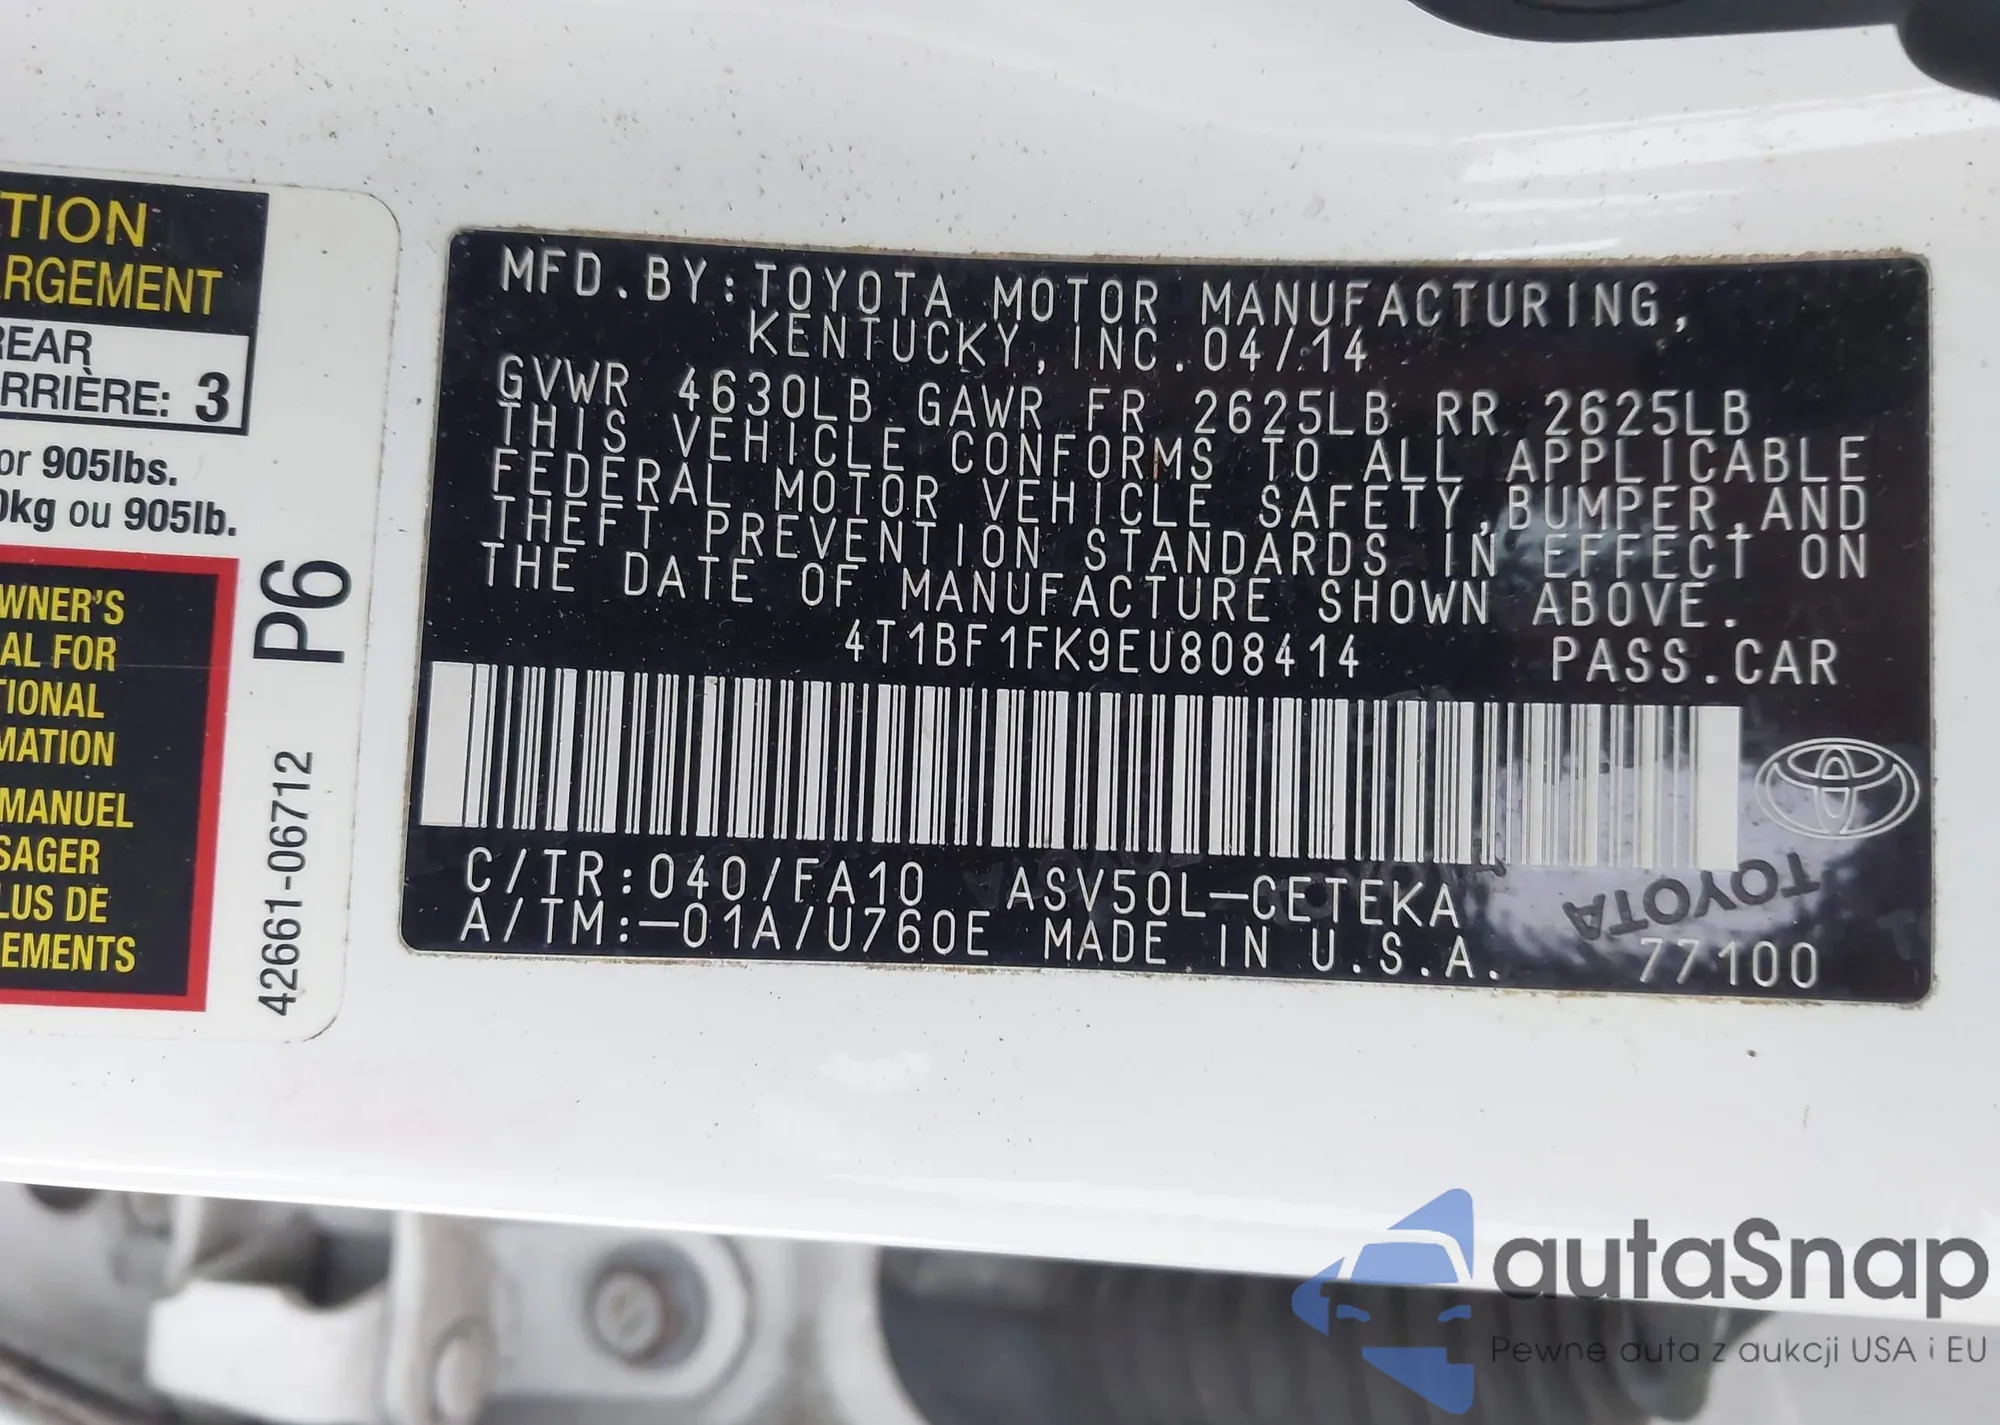 TION
ARGEMENT
REAR
ARRIÈRE: 3
or 905lbs.
0kg ou 905lb.
WNER'S
AL FOR
TIONAL
MATION
MANUEL
SAGER
LUS DE
EMENTS
P6
42661-06712
MFD.BY:TOYOTA MOTOR MANUFACTURING,
KENTUCKY,INC.04/14
GVWR 4630LB GAWR FR 2625LB RR 2625LB
THIS VEHICLE CONFORMS TO ALL APPLICABLE
FEDERAL MOTOR VEHICLE SAFETY,BUMPER,AND
THEFT PREVENTION STANDARDS IN EFFECT ON
THE DATE OF MANUFACTURE SHOWN ABOVE.
4T1BF1FK9EU808414 PASS.CAR
C/TR:040/FA10 ASV50L-CETEKA
A/TM:-01A/U760E MADE IN U.S.A. 77100
TOYOTA
TOYOTA
autaSnap
Pewne auta z aukcji USA i EU